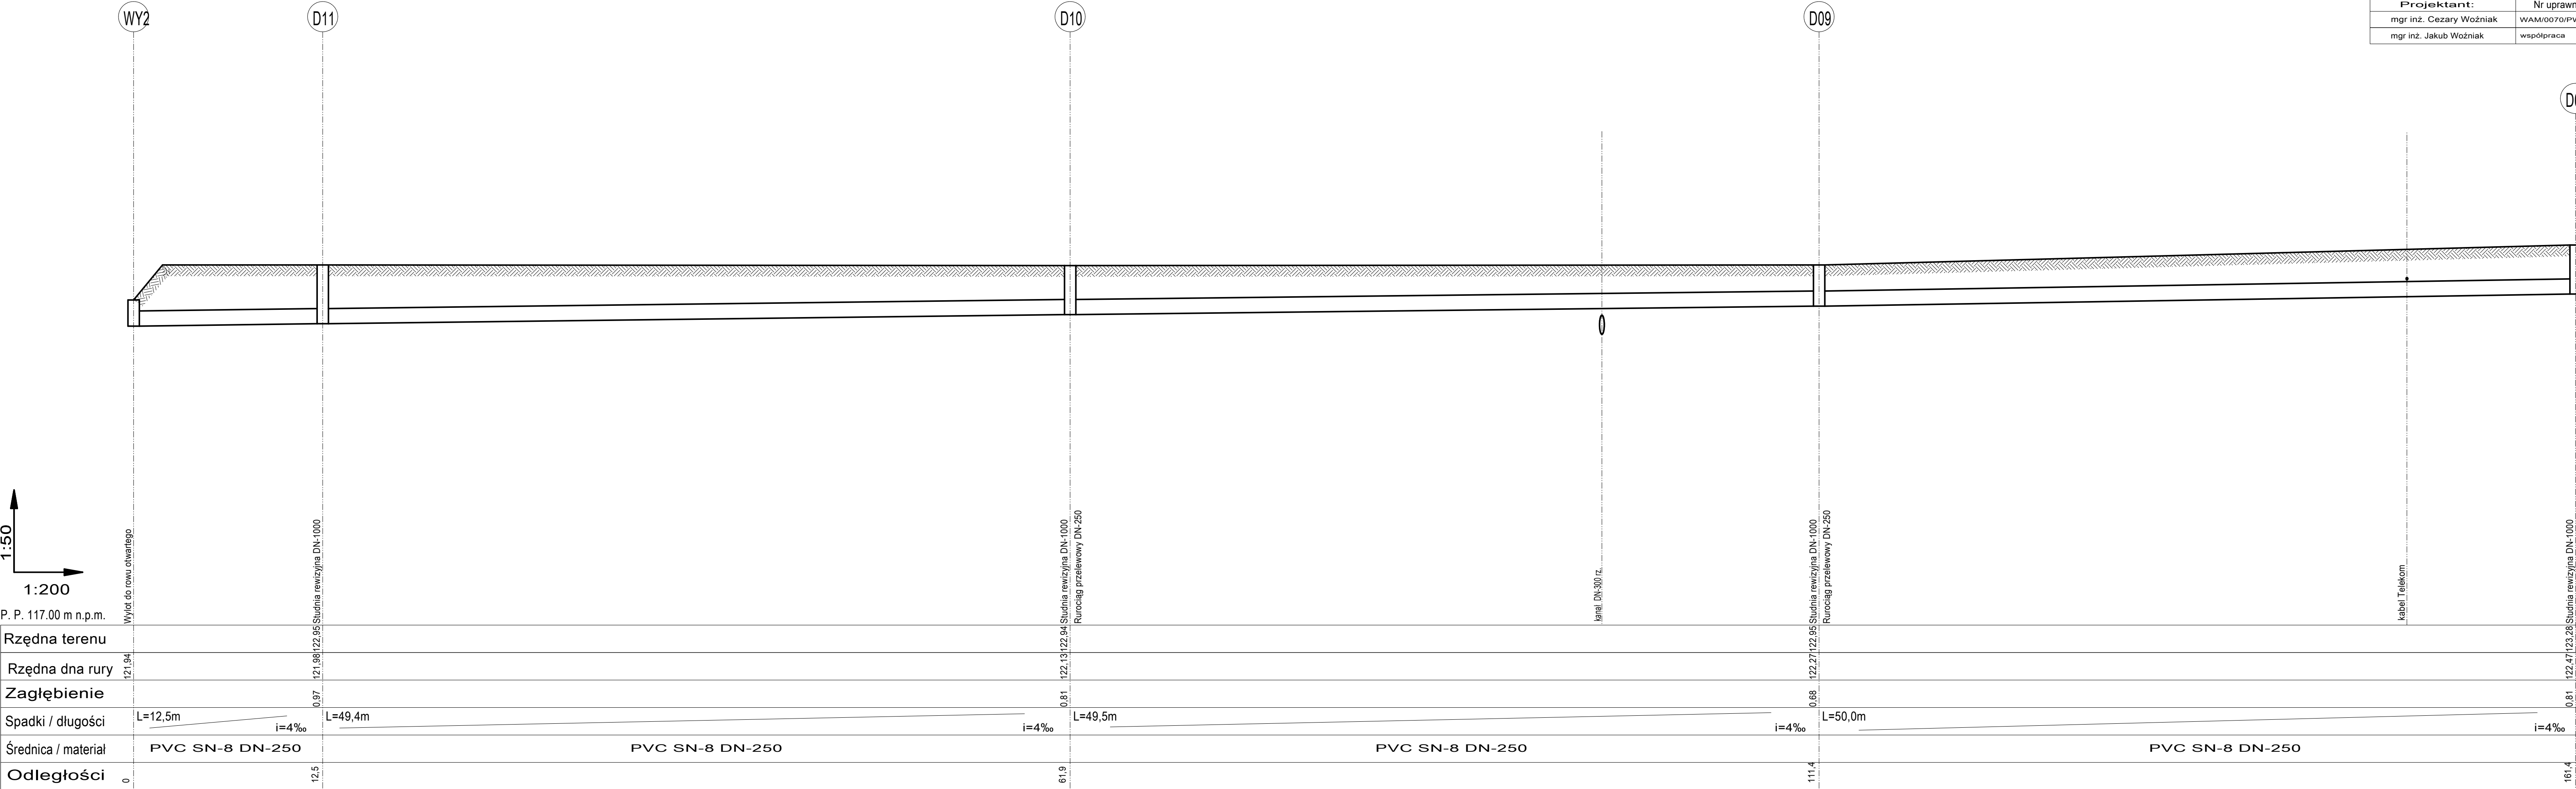 WY2
D11
D10
D09
Projektant:
mgr inż. Cezary Woźniak
WAM/0070/
mgr inż. Jakub Woźniak
współpraca
Nr
1:50
1:200
P. P. 117.00 m n.p.m.
Wylot do rowu otwartego
Studnia rewizyjna DN-1000
Studnia rewizyjna DN-1000
Rurociąg przelewowy DN-250
kanał DN-300 rz.
Studnia rewizyjna DN-1000
Rurociąg przelewowy DN-250
kabel Telekom
Studnia rewizyjna DN-1000
Rzędna terenu
122,95
122,94
122,95
123,28
Rzędna dna rury
121,94
121,98
122,13
122,27
122,47
Zagłębienie
0,97
0,81
0,68
0,81
Spadki / długości
L=12,5m
i=4‰
L=49,4m
i=4‰
L=49,5m
i=4‰
L=50,0m
i=4‰
Średnica / materiał
PVC SN-8 DN-250
PVC SN-8 DN-250
PVC SN-8 DN-250
PVC SN-8 DN-250
Odległości
0
12,5
61,9
111,4
161,4